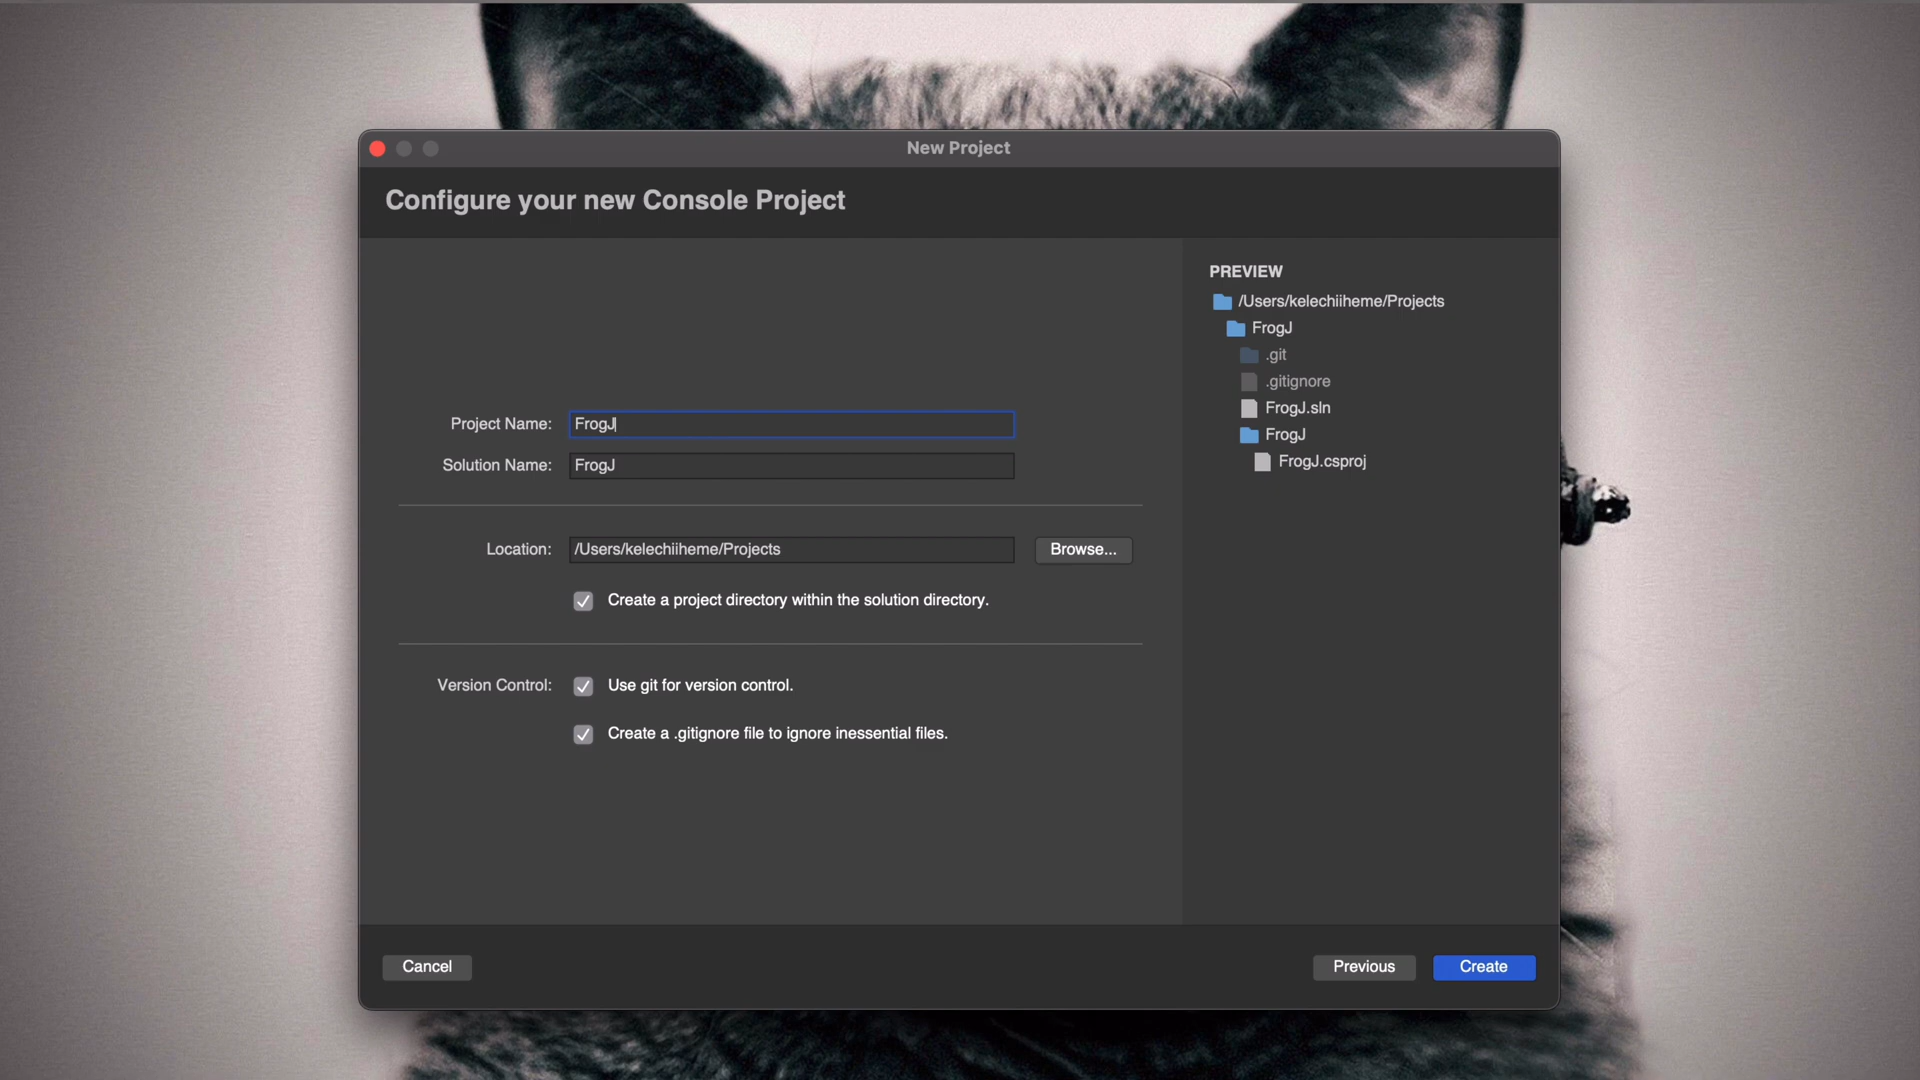 New Project
Configure your new Console Project
Project Name: FrogJ
Solution Name: FrogJ
Location: /Users/kelechiiheme/Projects Browse...
Create a project directory within the solution directory.
Version Control: Use git for version control.
Create a .gitignore file to ignore inessential files.
PREVIEW
/Users/kelechiiheme/Projects
FrogJ
.git
.gitignore
FrogJ.sln
FrogJ
FrogJ.csproj
Cancel Previous Create